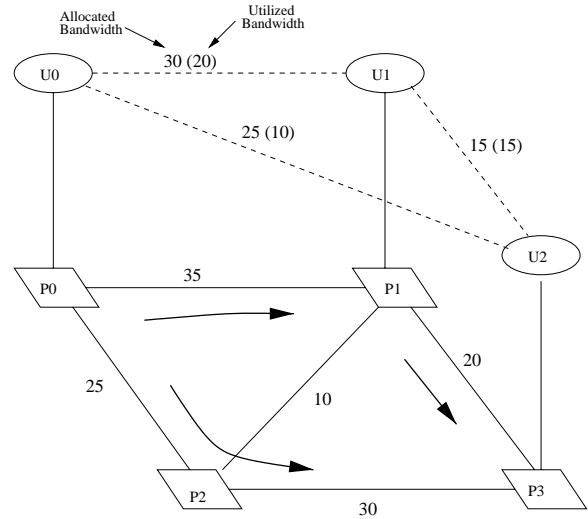 Allocated
Bandwidth
Utilized
Bandwidth
30 (20)
U0
U1
25 (10)
15 (15)
U2
P0
35
P1
25
10
20
P2
30
P3